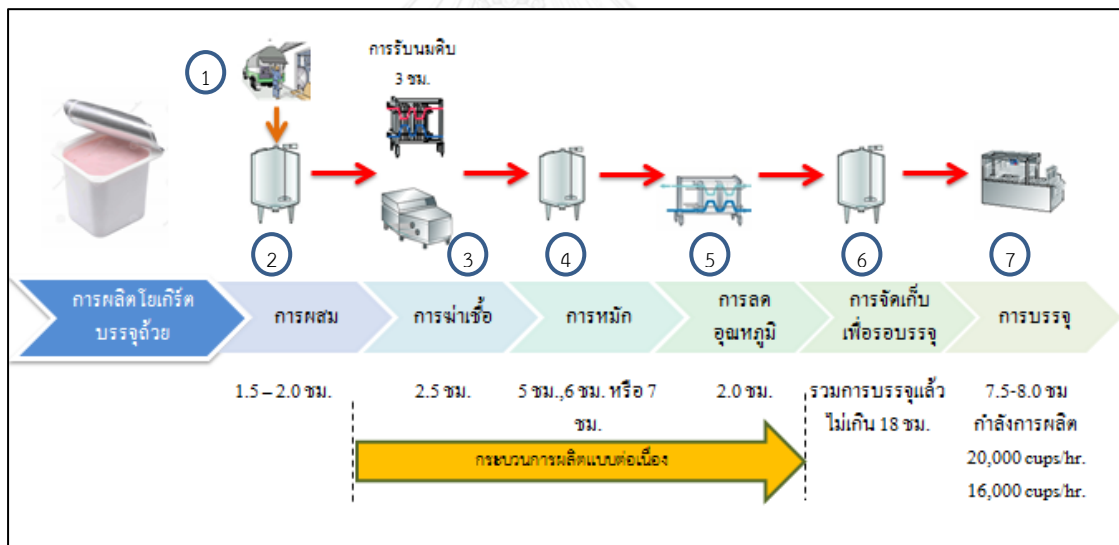 1
การรับนมดิบ
3 ชม.
2
3
4
5
6
7
การผลิตโยเกิร์ต
บรรจุถ้วย
การผสม
การฆ่าเชื้อ
การหมัก
การลด
อุณหภูมิ
การจัดเก็บ
เพื่อรอบรรจุ
การบรรจุ
1.5 – 2.0 ชม.
2.5 ชม.
5 ชม.,6 ชม. หรือ 7
ชม.
2.0 ชม.
รวมการบรรจุแล้ว
ไม่เกิน 18 ชม.
7.5-8.0 ชม
กำลังการผลิต
20,000 cups/hr.
16,000 cups/hr.
กระบวนการผลิตแบบต่อเนื่อง